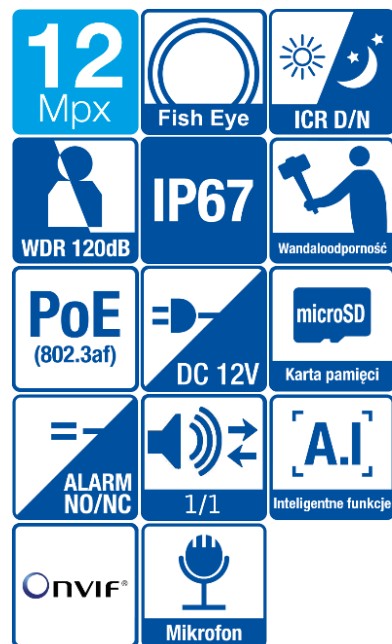 12
Mpx
Fish Eye
ICR D/N
WDR 120dB
IP67
Wandaloodporność
PoE
(802.3af)
DC 12V
microSD
Karta pamięci
ALARM
NO/NC
1/1
[A.I]
Inteligentne funkcje
ONVIF®
Mikrofon